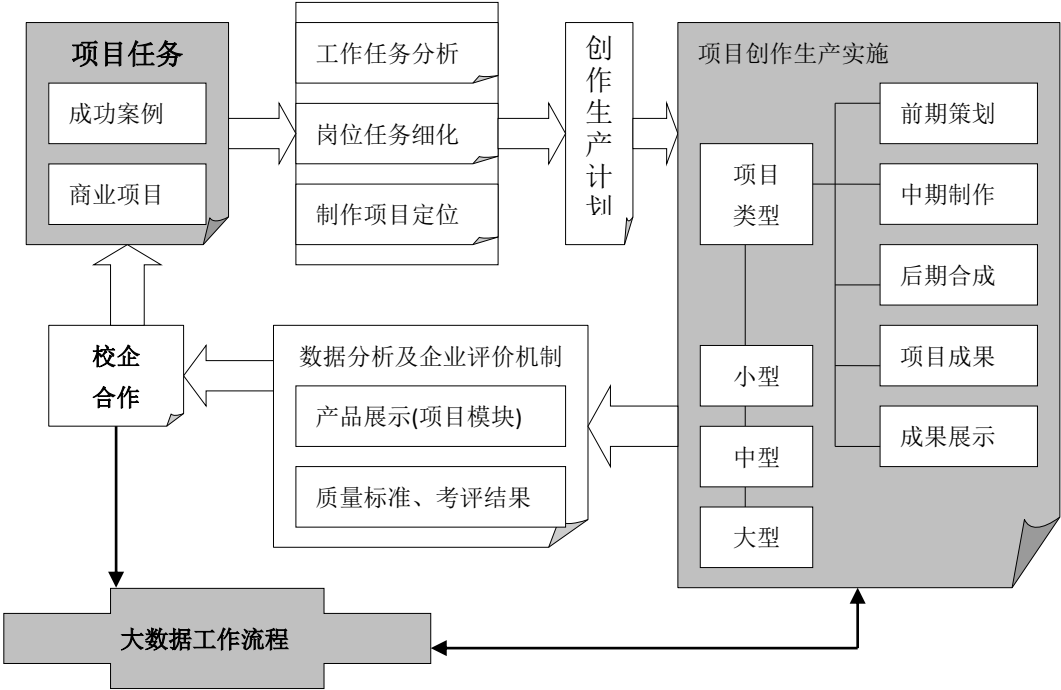 项目任务
成功案例
商业项目
工作任务分析
岗位任务细化
制作项目定位
创
作
生
产
计
划
项目创作生产实施
项目
类型
小型
中型
大型
前期策划
中期制作
后期合成
项目成果
成果展示
数据分析及企业评价机制
产品展示(项目模块)
质量标准、考评结果
校企
合作
大数据工作流程